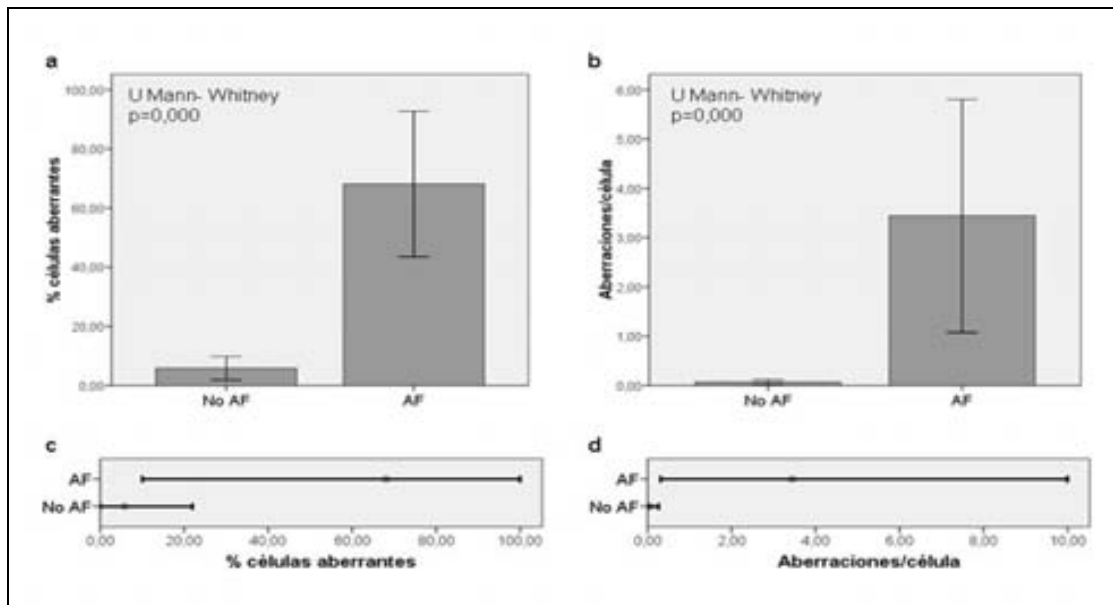 a
100,00
80,00
60,00
40,00
20,00
0,00
% células aberrantes
U Mann- Whitney
p=0,000
No AF
AF
b
6,00
5,00
4,00
3,00
2,00
1,00
0,00
Aberraciones/célula
U Mann- Whitney
p=0,000
No AF
AF
c
AF
No AF
0,00 20,00 40,00 60,00 80,00 100,00
% células aberrantes
d
AF
No AF
0,00 2,00 4,00 6,00 8,00 10,00
Aberraciones/célula